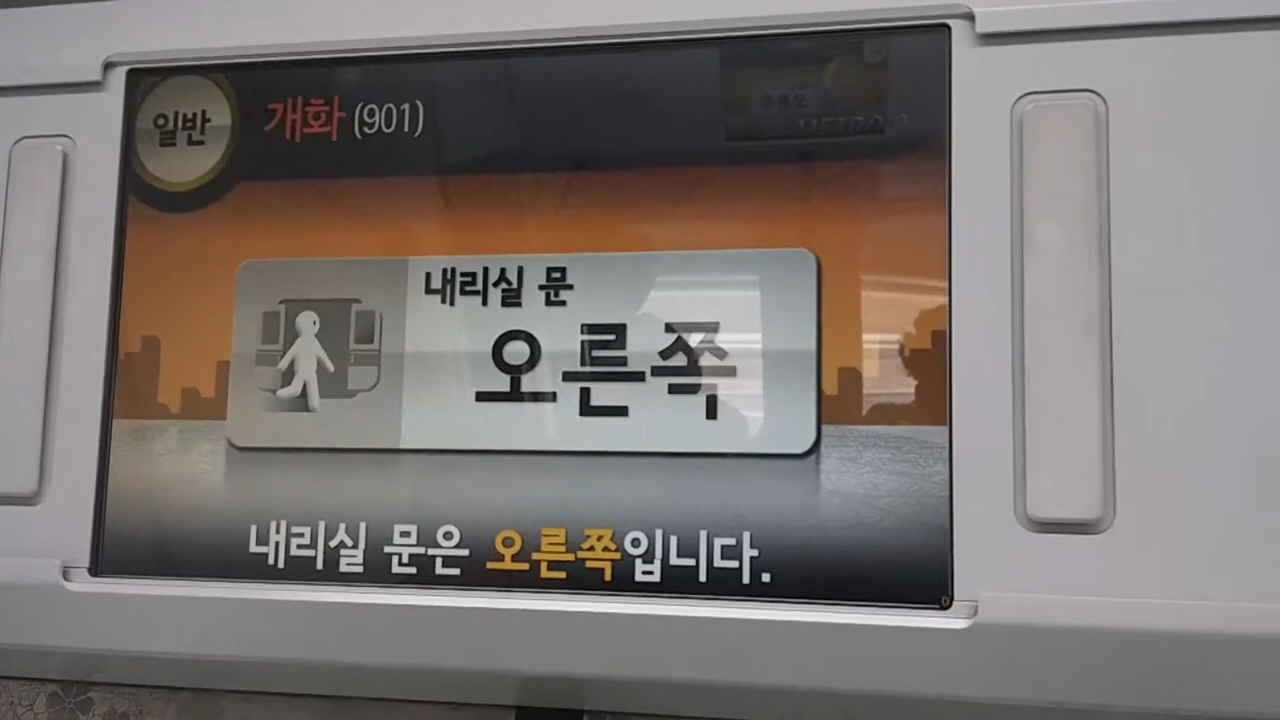 일반
개화 (901)
내리실 문
오른쪽
내리실 문은 오른쪽입니다.